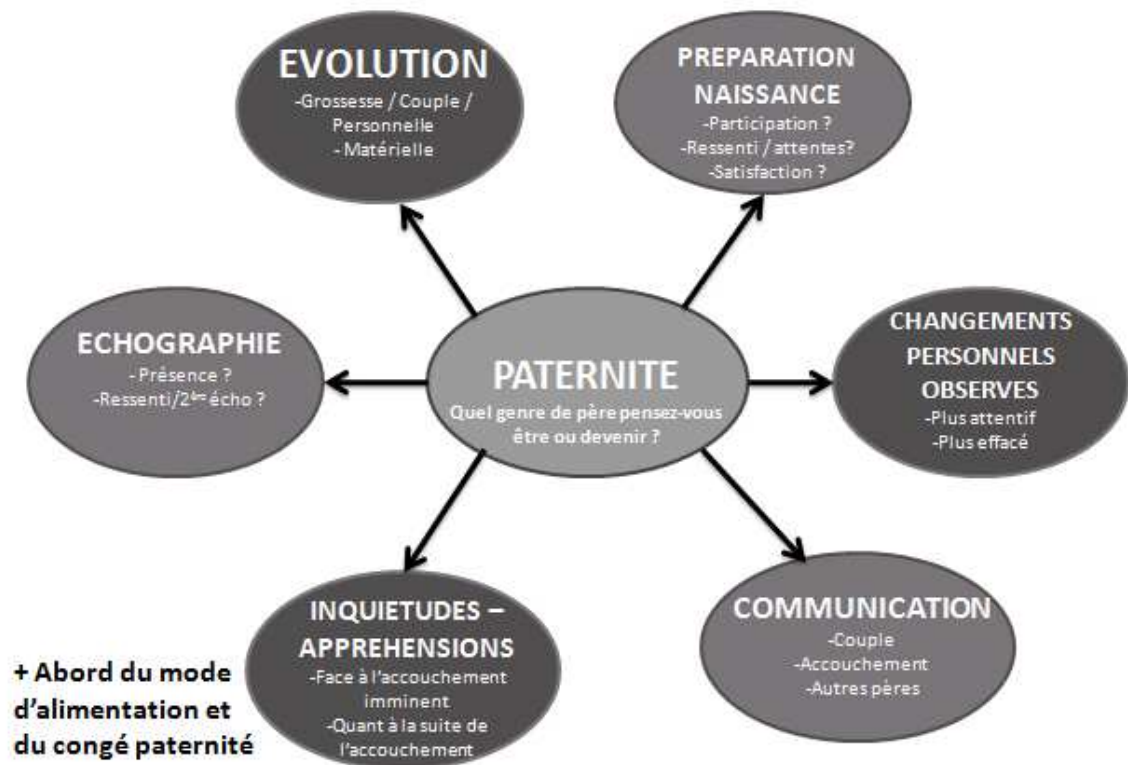 EVOLUTION
-Grossesse / Couple /
Personnelle
- Matérielle
PREPARATION
NAISSANCE
-Participation ?
-Ressenti / attentes?
-Satisfaction ?
ECHOGRAPHIE
- Présence ?
-Ressenti/2ème écho ?
PATERNITE
Quel genre de père pensez-vous
être ou devenir ?
CHANGEMENTS
PERSONNELS
OBSERVES
-Plus attentif
-Plus effacé
INQUIETUDES –
APPREHENSIONS
-Face à l'accouchement
imminent
-Quant à la suite de
l'accouchement
COMMUNICATION
-Couple
-Accouchement
-Autres pères
+ Abord du mode
d'alimentation et
du congé paternité